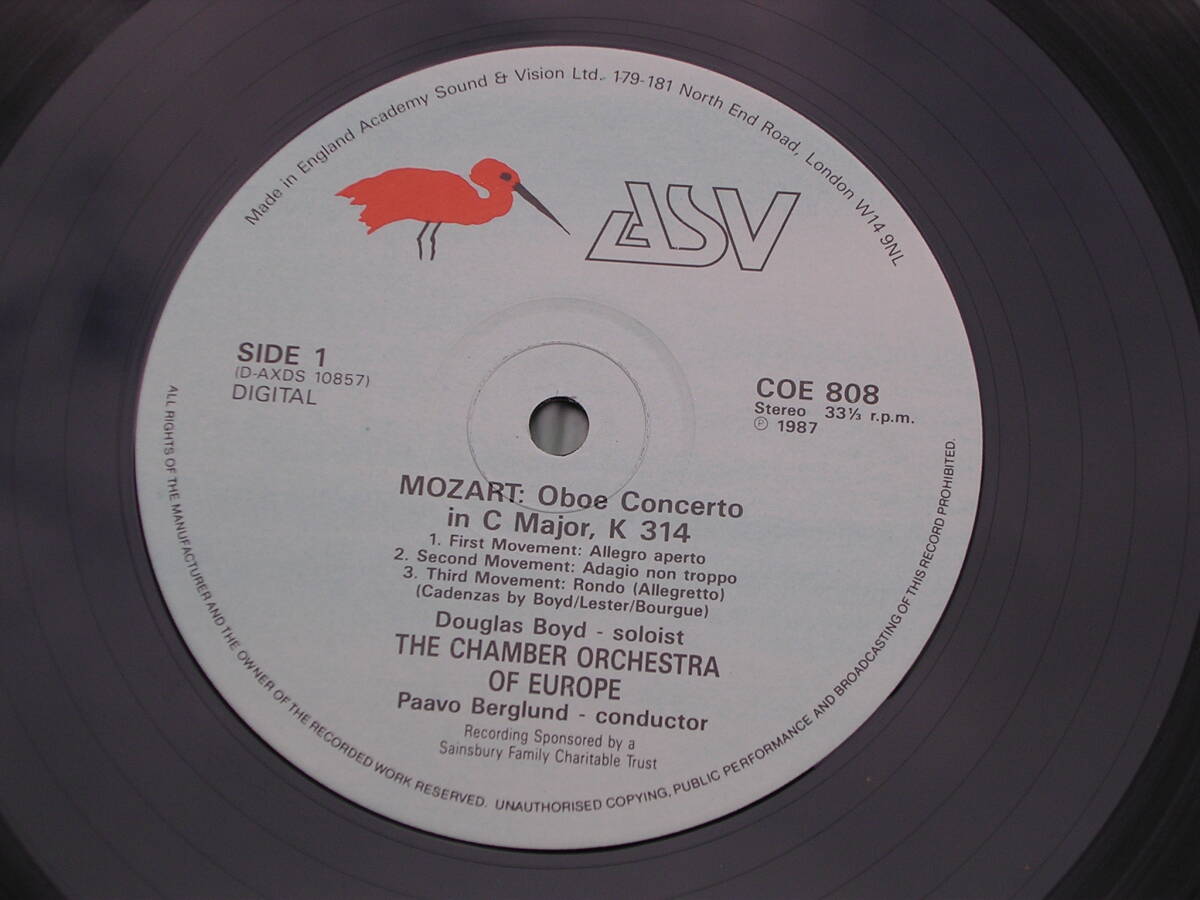 Made in England Academy Sound & Vision Ltd. 179-181 North End Road, London W14 9NL
ASV
SIDE 1
(D-AXDS 10857)
DIGITAL
COE 808
Stereo 33⅓ r.p.m.
Ⓟ 1987
MOZART: Oboe Concerto
in C Major, K 314
1. First Movement: Allegro aperto
2. Second Movement: Adagio non troppo
3. Third Movement: Rondo (Allegretto)
(Cadenzas by Boyd/Lester/Bourgue)
Douglas Boyd - soloist
THE CHAMBER ORCHESTRA
OF EUROPE
Paavo Berglund - conductor
Recording Sponsored by a
Sainsbury Family Charitable Trust
ALL RIGHTS OF THE MANUFACTURER AND THE OWNER OF THE RECORDED WORK RESERVED. UNAUTHORISED COPYING, PUBLIC PERFORMANCE AND BROADCASTING OF THIS RECORD PROHIBITED.